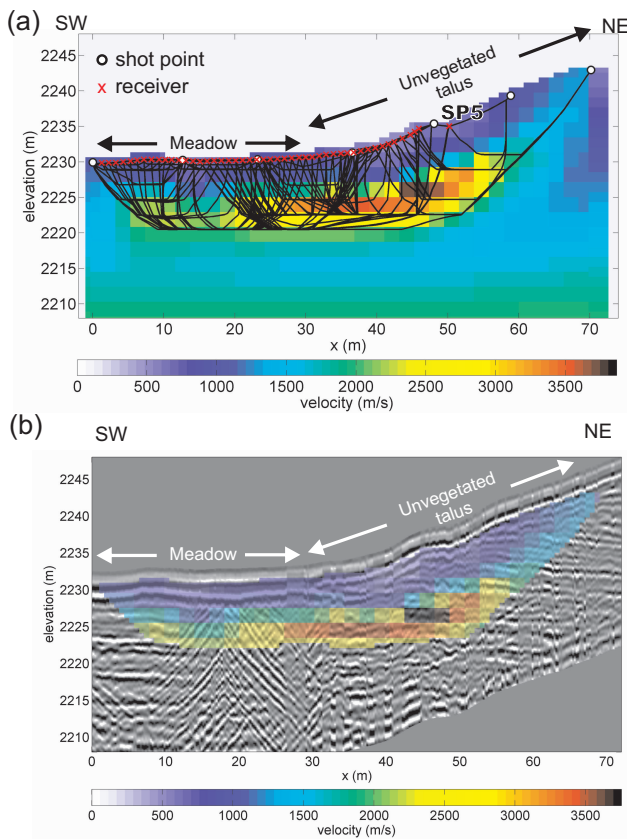 (a)
SW
NE
shot point
x receiver
Unvegetated
talus
SP5
Meadow
2245
2240
2235
2230
2225
2220
2215
2210
elevation (m)
0 10 20 30 40 50 60 70
x (m)
0 500 1000 1500 2000 2500 3000 3500
velocity (m/s)
(b)
SW
NE
Unvegetated
talus
Meadow
2245
2240
2235
2230
2225
2220
2215
2210
elevation (m)
0 10 20 30 40 50 60 70
x (m)
0 500 1000 1500 2000 2500 3000 3500
velocity (m/s)